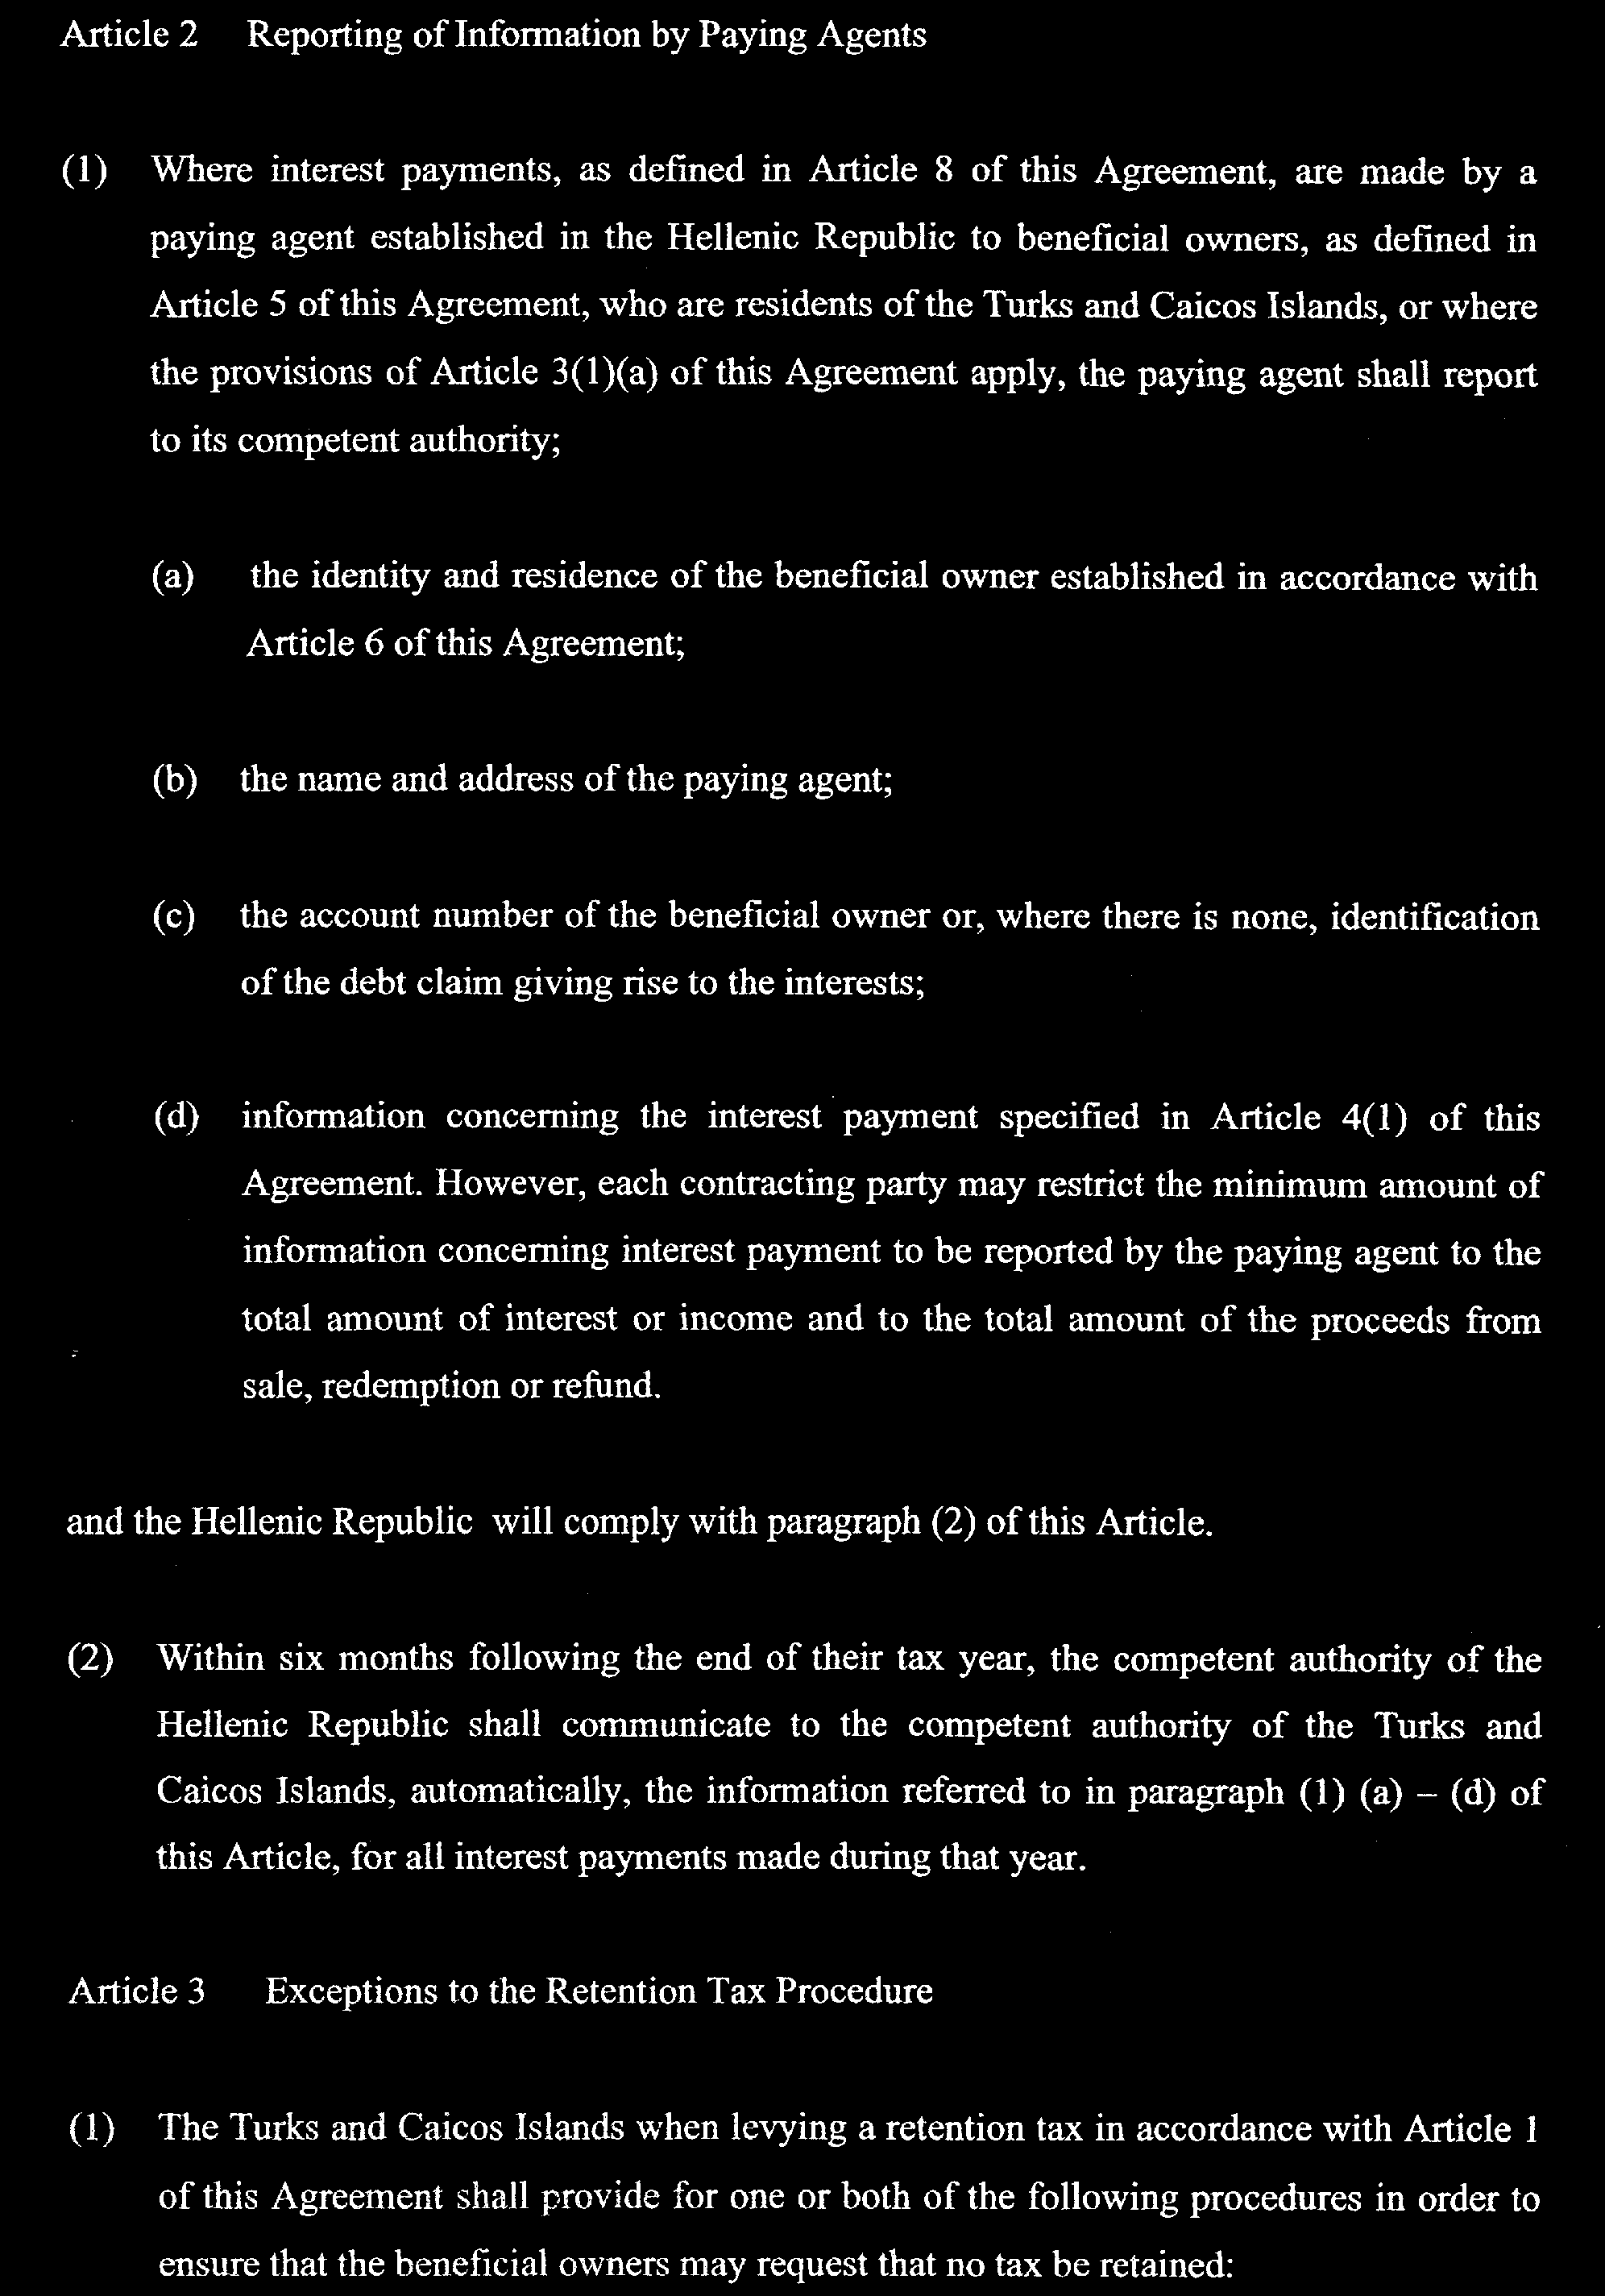 Article 2 Reporting of Information by Paying Agents
(1) Where interest payments, as defined in Article 8 of this Agreement, are made by a
paying agent established in the Hellenic Republic to beneficial owners, as defined in
Article 5 of this Agreement, who are residents of the Turks and Caicos Islands, or where
the provisions of Article 3(1)(a) of this Agreement apply, the paying agent shall report
to its competent authority;
(a) the identity and residence of the beneficial owner established in accordance with
Article 6 of this Agreement;
(b) the name and address of the paying agent;
(c) the account number of the beneficial owner or, where there is none, identification
of the debt claim giving rise to the interests;
(d) information concerning the interest payment specified in Article 4(1) of this
Agreement. However, each contracting party may restrict the minimum amount of
information concerning interest payment to be reported by the paying agent to the
total amount of interest or income and to the total amount of the proceeds from
sale, redemption or refund.
and the Hellenic Republic will comply with paragraph (2) of this Article.
(2) Within six months following the end of their tax year, the competent authority of the
Hellenic Republic shall communicate to the competent authority of the Turks and
Caicos Islands, automatically, the information referred to in paragraph (1) (a) – (d) of
this Article, for all interest payments made during that year.
Article 3 Exceptions to the Retention Tax Procedure
(1) The Turks and Caicos Islands when levying a retention tax in accordance with Article 1
of this Agreement shall provide for one or both of the following procedures in order to
ensure that the beneficial owners may request that no tax be retained: